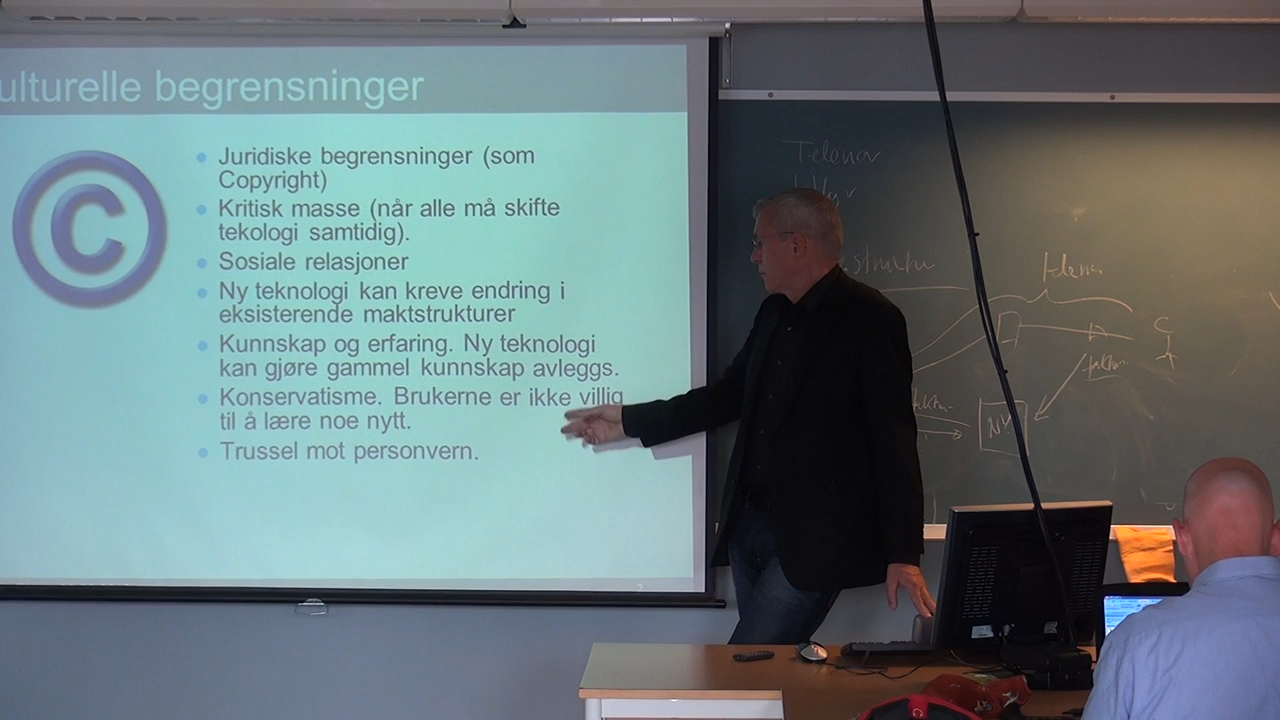 ulturelle begrensninger
©
Juridiske begrensninger (som
Copyright)
Kritisk masse (når alle må skifte
tekologi samtidig).
Sosiale relasjoner
Ny teknologi kan kreve endring i
eksisterende maktstrukturer
Kunnskap og erfaring. Ny teknologi
kan gjøre gammel kunnskap avleggs.
Konservatisme. Brukerne er ikke villig
til å lære noe nytt.
Trussel mot personvern.
Telenor
telenor
C